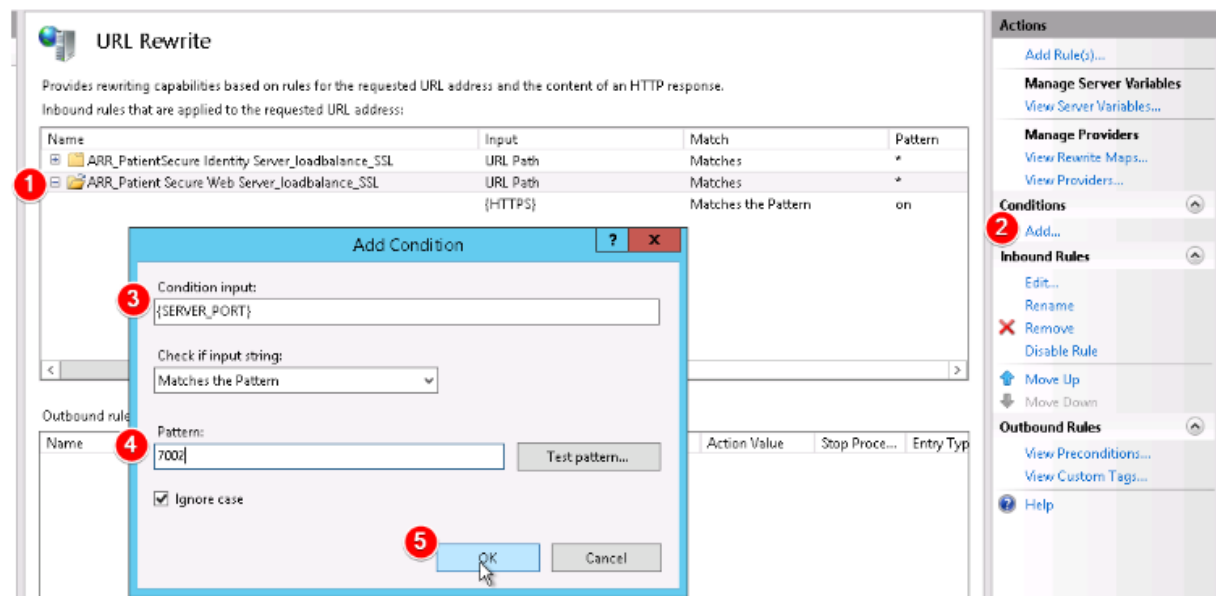 URL Rewrite
Provides rewriting capabilities based on rules for the requested URL address and the content of an HTTP response.
Inbound rules that are applied to the requested URL address:
Name Input Match Pattern
ARR_PatientSecure Identity Server_loadbalance_SSL URL Path Matches *
1 ARR_Patient Secure Web Server_loadbalance_SSL URL Path Matches *
{HTTPS} Matches the Pattern on
Add Condition ? x
Condition input:
3 {SERVER_PORT}
Check if input string:
Matches the Pattern
Pattern:
4 7002 Test pattern...
Ignore case
5 OK Cancel
Outbound rule
Name Action Value Stop Proce... Entry Typ
Actions
Add Rule(s)...
Manage Server Variables
View Server Variables...
Manage Providers
View Rewrite Maps...
View Providers...
Conditions
2 Add...
Inbound Rules
Edit...
Rename
Remove
Disable Rule
Move Up
Move Down
Outbound Rules
View Preconditions...
View Custom Tags...
Help